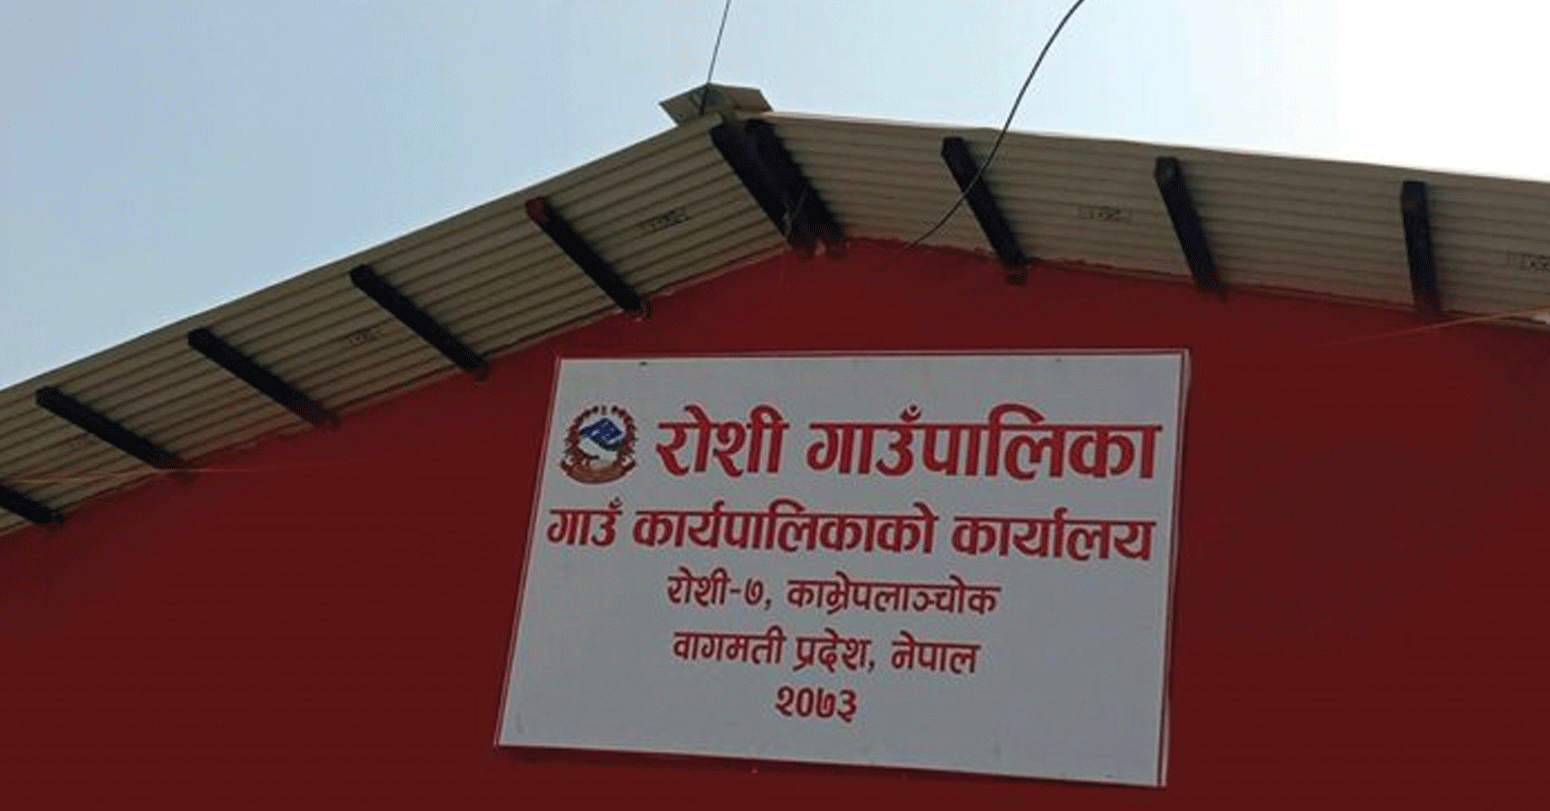 रोशी गाउँपालिका
गाउँ कार्यपालिकाको कार्यालय
रोशी-७, काभ्रेपलाञ्चोक
वागमती प्रदेश, नेपाल
२०७३